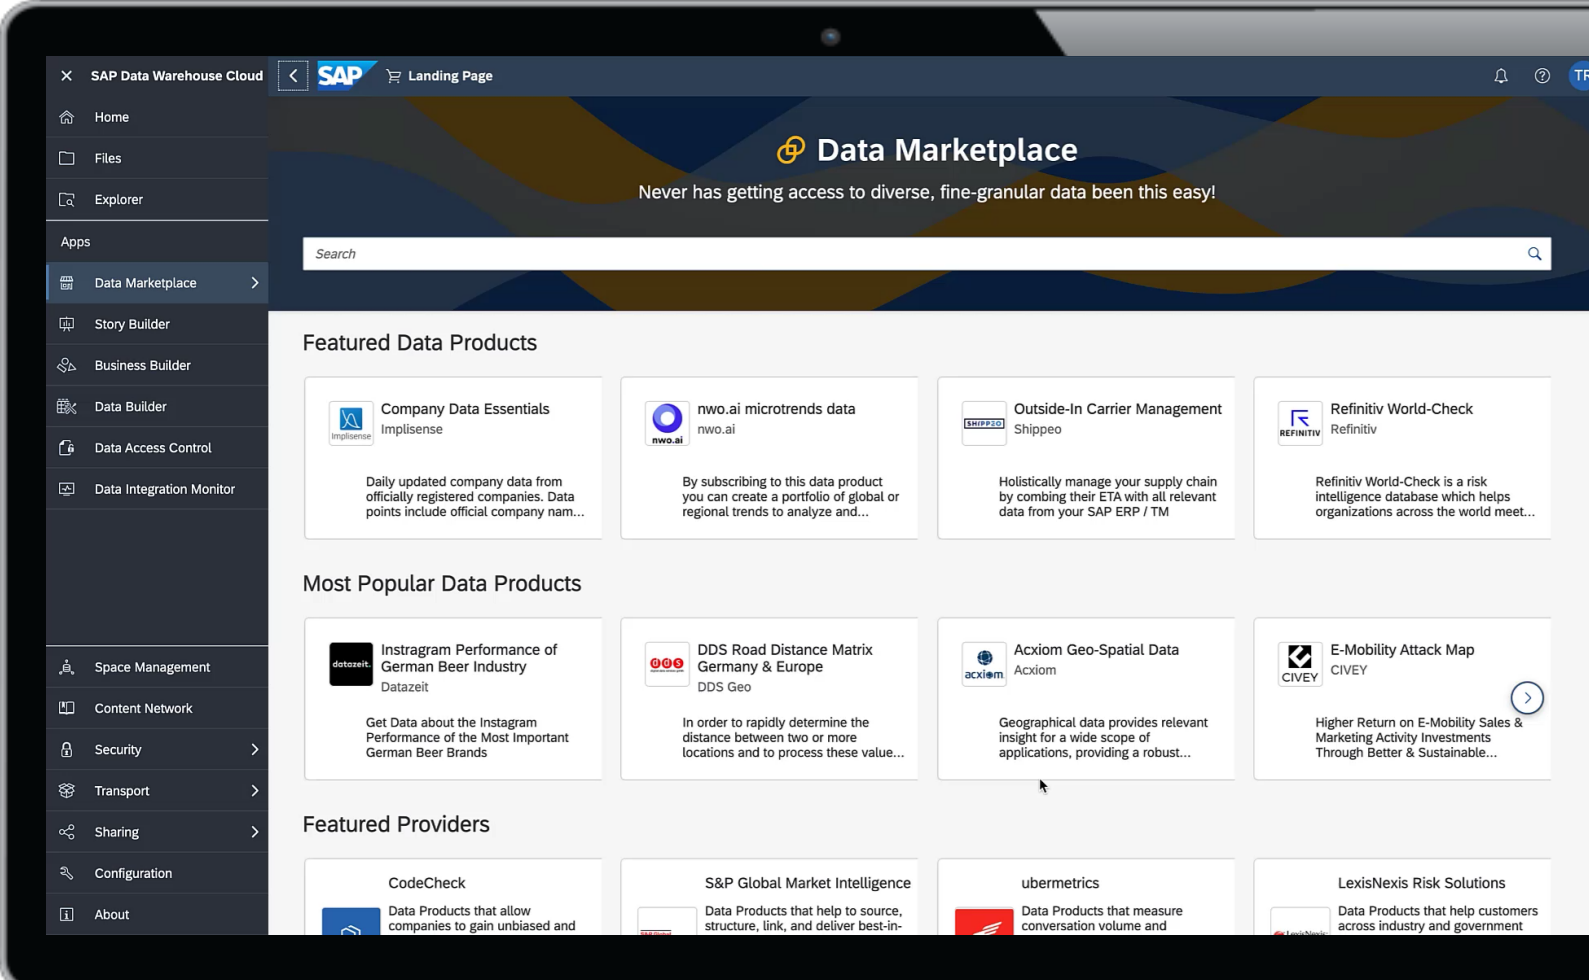 SAP Data Warehouse Cloud
SAP
Landing Page
TR
Home
Files
Explorer
Apps
Data Marketplace
Story Builder
Business Builder
Data Builder
Data Access Control
Data Integration Monitor
Space Management
Content Network
Security
Transport
Sharing
Configuration
About
Data Marketplace
Never has getting access to diverse, fine-granular data been this easy!
Search
Featured Data Products
Implisense
Company Data Essentials
Implisense
Daily updated company data from
officially registered companies. Data
points include official company nam...
nwo.ai
nwo.ai microtrends data
nwo.ai
By subscribing to this data product
you can create a portfolio of global or
regional trends to analyze and...
SHIPPEO
Outside-In Carrier Management
Shippeo
Holistically manage your supply chain
by combing their ETA with all relevant
data from your SAP ERP / TM
REFINITIV
Refinitiv World-Check
Refinitiv
Refinitiv World-Check is a risk
intelligence database which helps
organizations across the world meet...
Most Popular Data Products
datazeit.
Instragram Performance of
German Beer Industry
Datazeit
Get Data about the Instagram
Performance of the Most Important
German Beer Brands
dds
DDS Road Distance Matrix
Germany & Europe
DDS Geo
In order to rapidly determine the
distance between two or more
locations and to process these value...
acxiom
Acxiom Geo-Spatial Data
Acxiom
Geographical data provides relevant
insight for a wide scope of
applications, providing a robust...
CIVEY
E-Mobility Attack Map
CIVEY
Higher Return on E-Mobility Sales &
Marketing Activity Investments
Through Better & Sustainable...
Featured Providers
CodeCheck
Data Products that allow
companies to gain unbiased and
S&P Global Market Intelligence
Data Products that help to source,
structure, link, and deliver best-in-
S&P Global
ubermetrics
Data Products that measure
conversation volume and
LexisNexis Risk Solutions
Data Products that help customers
across industry and government
LexisNexis